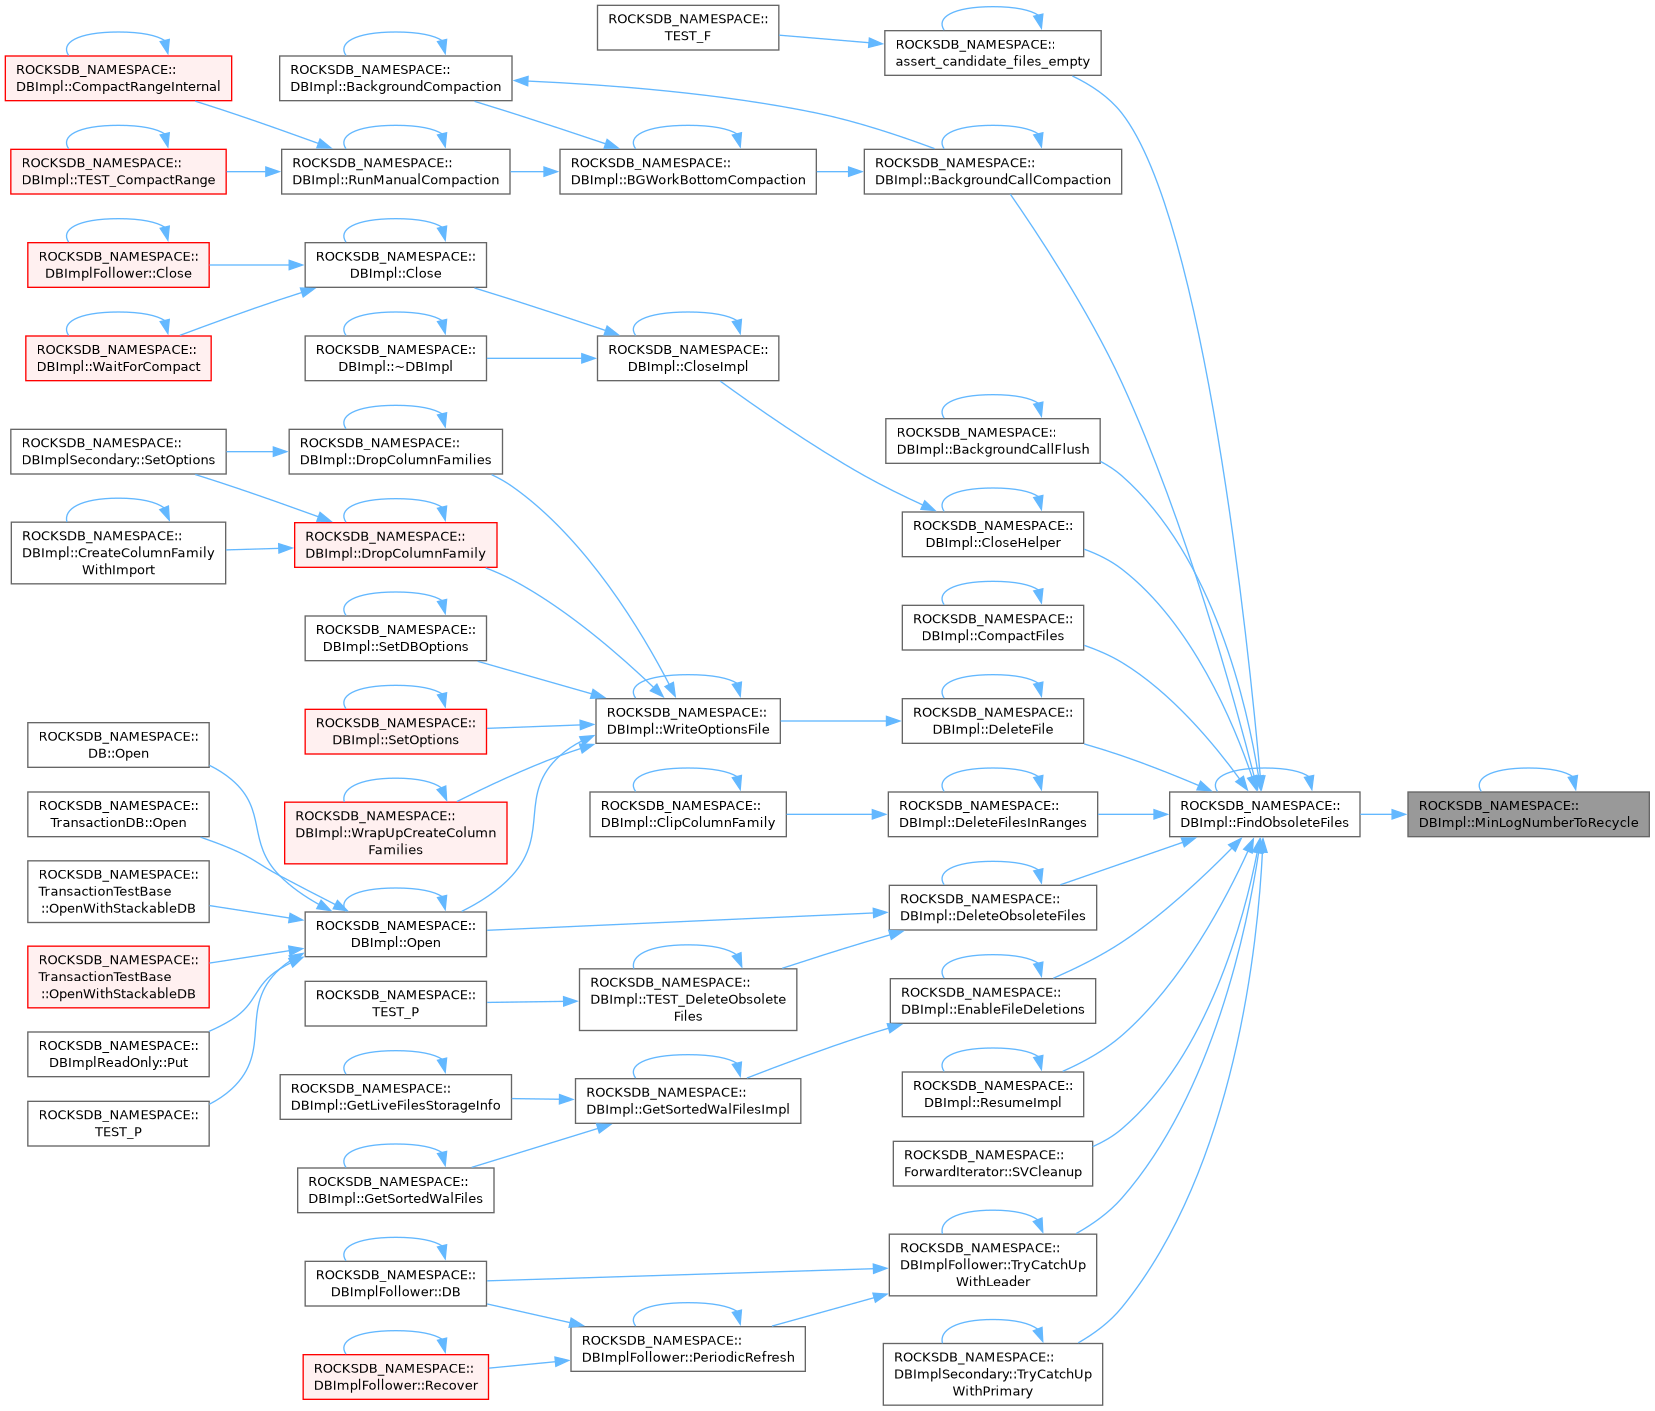 ROCKSDB_NAMESPACE::
TEST_F
ROCKSDB_NAMESPACE::
assert_candidate_files_empty
ROCKSDB_NAMESPACE::
DBImpl::CompactRangeInternal
ROCKSDB_NAMESPACE::
DBImpl::BackgroundCompaction
ROCKSDB_NAMESPACE::
DBImpl::TEST_CompactRange
ROCKSDB_NAMESPACE::
DBImpl::RunManualCompaction
ROCKSDB_NAMESPACE::
DBImpl::BGWorkBottomCompaction
ROCKSDB_NAMESPACE::
DBImpl::BackgroundCallCompaction
ROCKSDB_NAMESPACE::
DBImplFollower::Close
ROCKSDB_NAMESPACE::
DBImpl::Close
ROCKSDB_NAMESPACE::
DBImpl::WaitForCompact
ROCKSDB_NAMESPACE::
DBImpl::~DBImpl
ROCKSDB_NAMESPACE::
DBImpl::CloseImpl
ROCKSDB_NAMESPACE::
DBImplSecondary::SetOptions
ROCKSDB_NAMESPACE::
DBImpl::DropColumnFamilies
ROCKSDB_NAMESPACE::
DBImpl::BackgroundCallFlush
ROCKSDB_NAMESPACE::
DBImpl::CreateColumnFamily
WithImport
ROCKSDB_NAMESPACE::
DBImpl::DropColumnFamily
ROCKSDB_NAMESPACE::
DBImpl::CloseHelper
ROCKSDB_NAMESPACE::
DBImpl::SetDBOptions
ROCKSDB_NAMESPACE::
DBImpl::CompactFiles
ROCKSDB_NAMESPACE::
DBImpl::SetOptions
ROCKSDB_NAMESPACE::
DBImpl::WriteOptionsFile
ROCKSDB_NAMESPACE::
DBImpl::DeleteFile
ROCKSDB_NAMESPACE::
DB::Open
ROCKSDB_NAMESPACE::
TransactionDB::Open
ROCKSDB_NAMESPACE::
DBImpl::WrapUpCreateColumn
Families
ROCKSDB_NAMESPACE::
DBImpl::ClipColumnFamily
ROCKSDB_NAMESPACE::
DBImpl::DeleteFilesInRanges
ROCKSDB_NAMESPACE::
DBImpl::FindObsoleteFiles
ROCKSDB_NAMESPACE::
DBImpl::MinLogNumberToRecycle
ROCKSDB_NAMESPACE::
TransactionTestBase
::OpenWithStackableDB
ROCKSDB_NAMESPACE::
DBImpl::Open
ROCKSDB_NAMESPACE::
DBImpl::DeleteObsoleteFiles
ROCKSDB_NAMESPACE::
TransactionTestBase
::OpenWithStackableDB
ROCKSDB_NAMESPACE::
TEST_P
ROCKSDB_NAMESPACE::
DBImpl::TEST_DeleteObsolete
Files
ROCKSDB_NAMESPACE::
DBImpl::EnableFileDeletions
ROCKSDB_NAMESPACE::
DBImplReadOnly::Put
ROCKSDB_NAMESPACE::
TEST_P
ROCKSDB_NAMESPACE::
DBImpl::GetLiveFilesStorageInfo
ROCKSDB_NAMESPACE::
DBImpl::GetSortedWalFilesImpl
ROCKSDB_NAMESPACE::
DBImpl::ResumeImpl
ROCKSDB_NAMESPACE::
DBImpl::GetSortedWalFiles
ROCKSDB_NAMESPACE::
ForwardIterator::SVCleanup
ROCKSDB_NAMESPACE::
DBImplFollower::DB
ROCKSDB_NAMESPACE::
DBImplFollower::TryCatchUp
WithLeader
ROCKSDB_NAMESPACE::
DBImplFollower::Recover
ROCKSDB_NAMESPACE::
DBImplFollower::PeriodicRefresh
ROCKSDB_NAMESPACE::
DBImplSecondary::TryCatchUp
WithPrimary